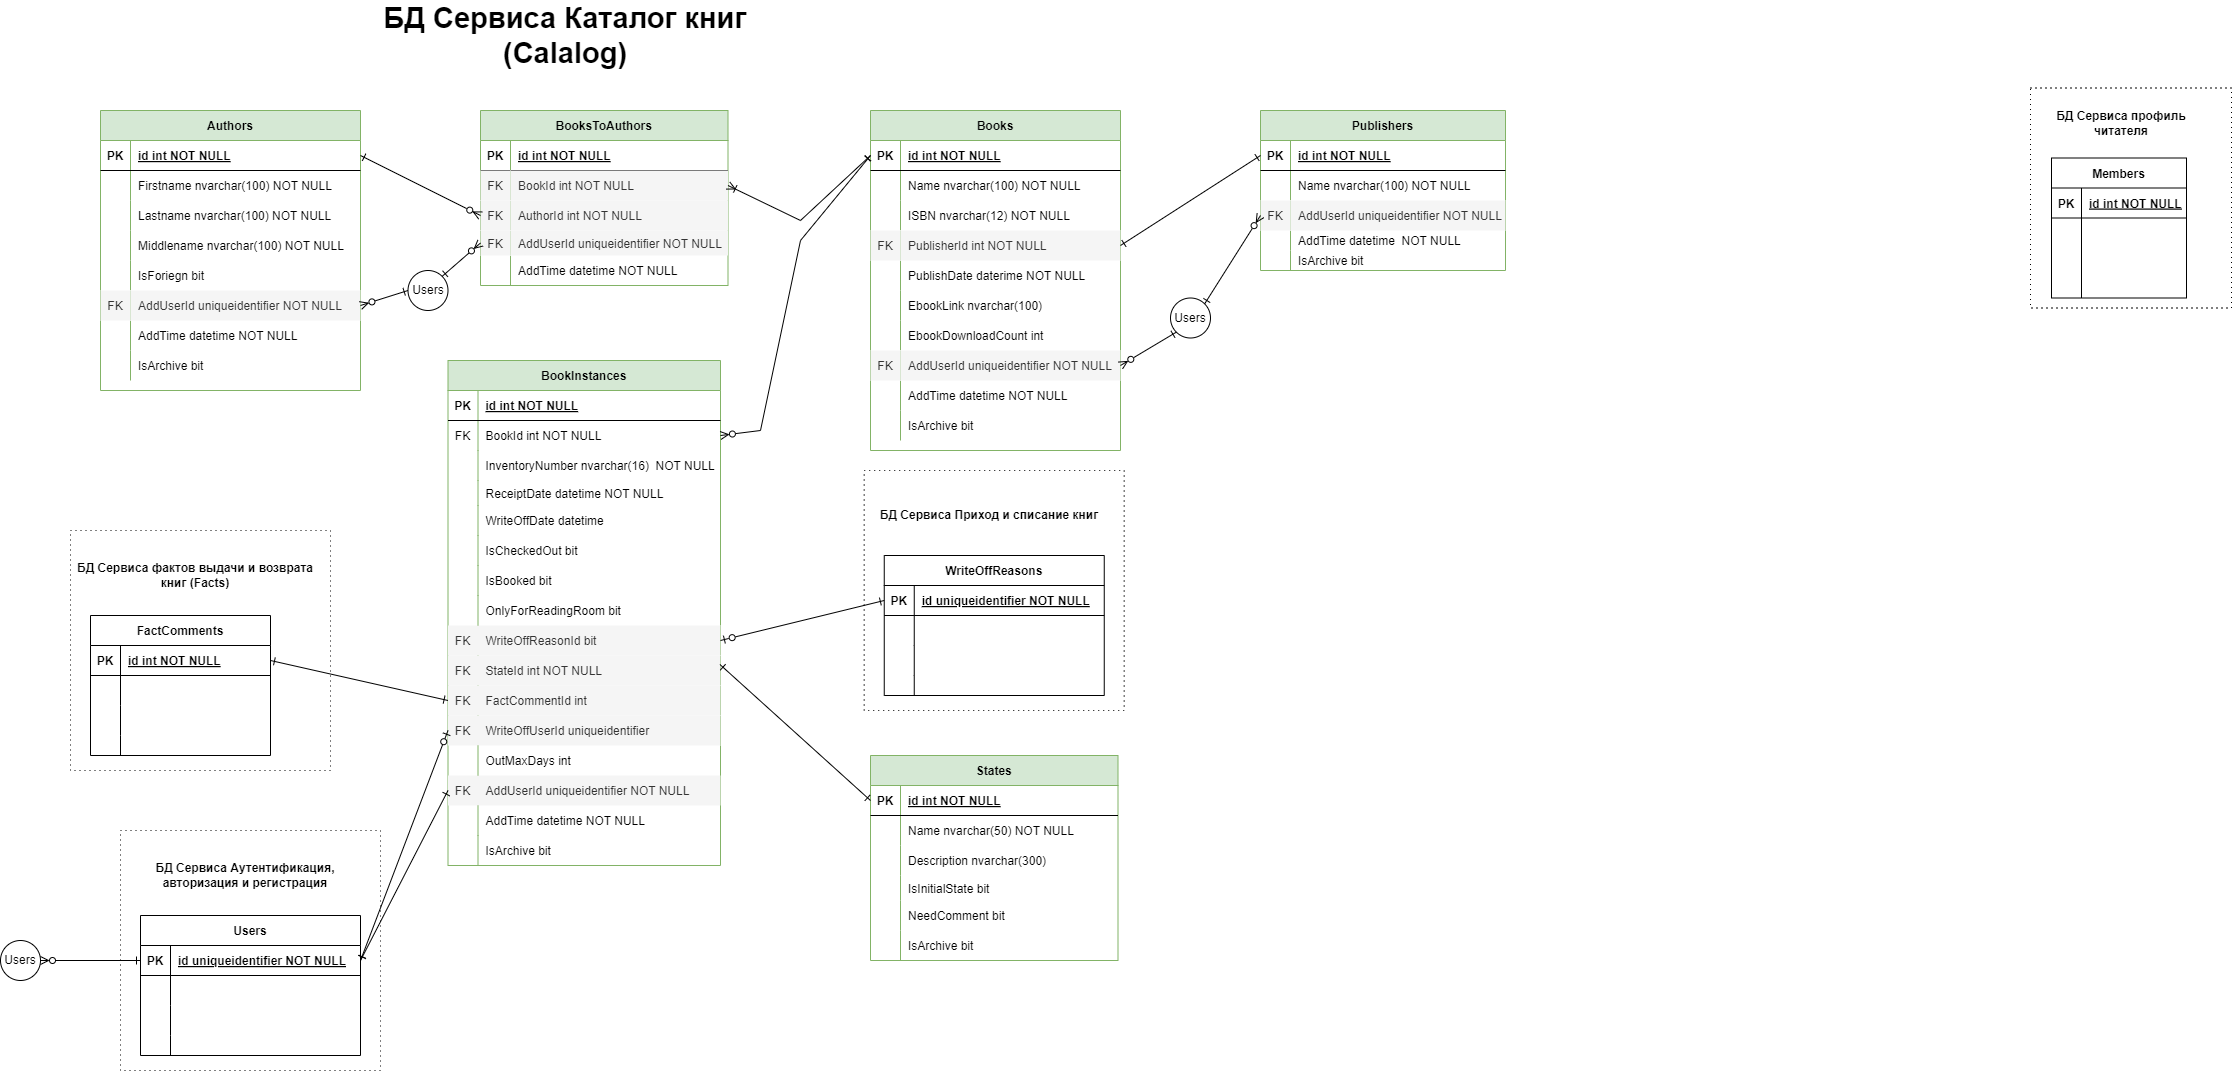 БД Сервиса Каталог книг
(Calalog)
Authors
PK id int NOT NULL
Firstname nvarchar(100) NOT NULL
Lastname nvarchar(100) NOT NULL
Middlename nvarchar(100) NOT NULL
IsForiegn bit
FK AddUserId uniqueidentifier NOT NULL
AddTime datetime NOT NULL
IsArchive bit
Users
BooksToAuthors
PK id int NOT NULL
FK BookId int NOT NULL
FK AuthorId int NOT NULL
FK AddUserId uniqueidentifier NOT NULL
AddTime datetime NOT NULL
Books
PK id int NOT NULL
Name nvarchar(100) NOT NULL
ISBN nvarchar(12) NOT NULL
FK PublisherId int NOT NULL
PublishDate daterime NOT NULL
EbookLink nvarchar(100)
EbookDownloadCount int
FK AddUserId uniqueidentifier NOT NULL
AddTime datetime NOT NULL
IsArchive bit
Users
Publishers
PK id int NOT NULL
Name nvarchar(100) NOT NULL
FK AddUserId uniqueidentifier NOT NULL
AddTime datetime NOT NULL
IsArchive bit
БД Сервиса профиль
читателя
Members
PK id int NOT NULL
BookInstances
PK id int NOT NULL
FK BookId int NOT NULL
InventoryNumber nvarchar(16) NOT NULL
ReceiptDate datetime NOT NULL
WriteOffDate datetime
IsCheckedOut bit
IsBooked bit
OnlyForReadingRoom bit
FK WriteOffReasonId bit
FK StateId int NOT NULL
FK FactCommentId int
FK WriteOffUserId uniqueidentifier
OutMaxDays int
FK AddUserId uniqueidentifier NOT NULL
AddTime datetime NOT NULL
IsArchive bit
БД Сервиса Приход и списание книг
WriteOffReasons
PK id uniqueidentifier NOT NULL
БД Сервиса фактов выдачи и возврата
книг (Facts)
FactComments
PK id int NOT NULL
States
PK id int NOT NULL
Name nvarchar(50) NOT NULL
Description nvarchar(300)
IsInitialState bit
NeedComment bit
IsArchive bit
БД Сервиса Аутентификация,
авторизация и регистрация
Users
PK id uniqueidentifier NOT NULL
Users